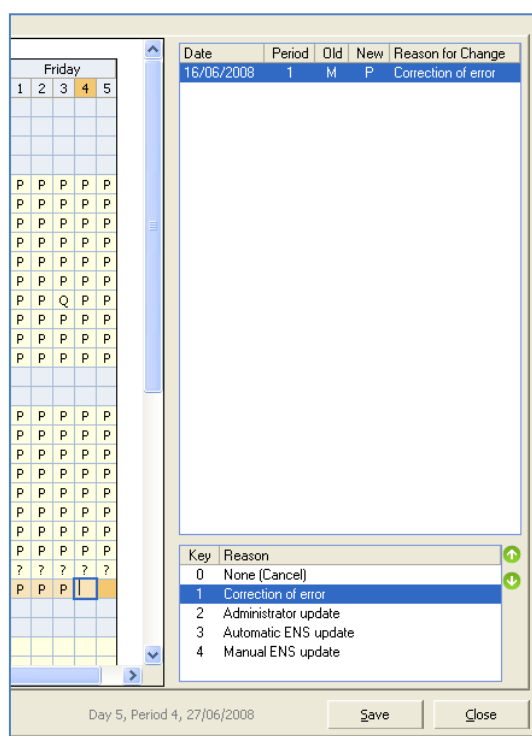 Friday
1 2 3 4 5
P P P P P
P P P P P
P P P P P
P P P P P
P P P P P
P P P P P
P P Q P P
P P P P P
P P P P P
P P P P P
P P P P P
P P P P P
P P P P P
P P P P P
P P P P P
P P P P P
P P P P P
P P P P P
? ? ? ? ?
P P P
Date Period Old New Reason for Change
16/06/2008 1 M P Correction of error
Key Reason
0 None (Cancel)
1 Correction of error
2 Administrator update
3 Automatic ENS update
4 Manual ENS update
Day 5, Period 4, 27/06/2008 Save Close